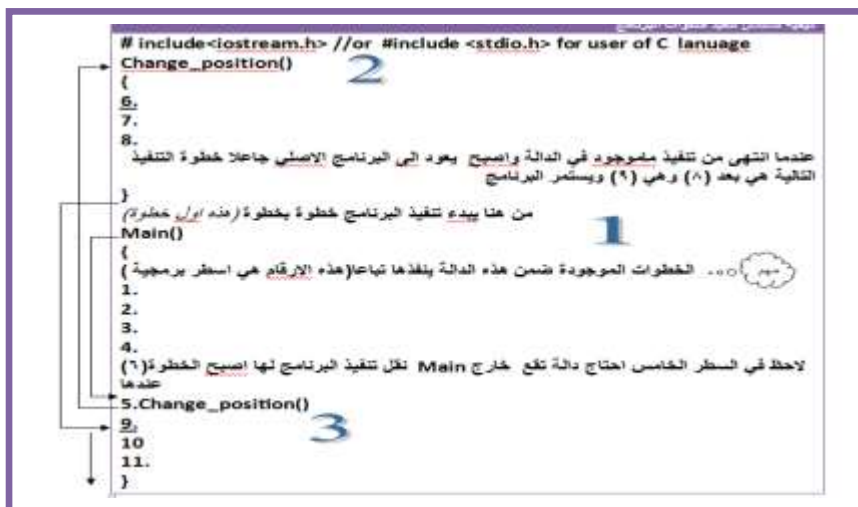 # include<iostream.h> //or #include <stdio.h> for user of C lanuage
Change_position()
2
{
6.
7.
8.
عندما انتهى من تنفيذ ماموجود في الدالة واصبح يعود الى البرنامج الاصلي جاعلا خطوة التنفيذ
التالية هي بعد (٨) وهي (٩) ويستمر البرنامج
}
من هنا يبدء تنفيذ البرنامج خطوة بخطوة (هذه اول خطوة)
1
Main()
{
مهم
الخطوات الموجودة ضمن هذه الدالة ينفذها تباعا(هذه الارقام هي اسطر برمجية )
1.
2.
3.
4.
لاحظ في السطر الخامس احتاج دالة تقع خارج Main نقل تنفيذ البرنامج لها اصبح الخطوة(٦)
عندها
5.Change_position()
9.
3
10
11.
}